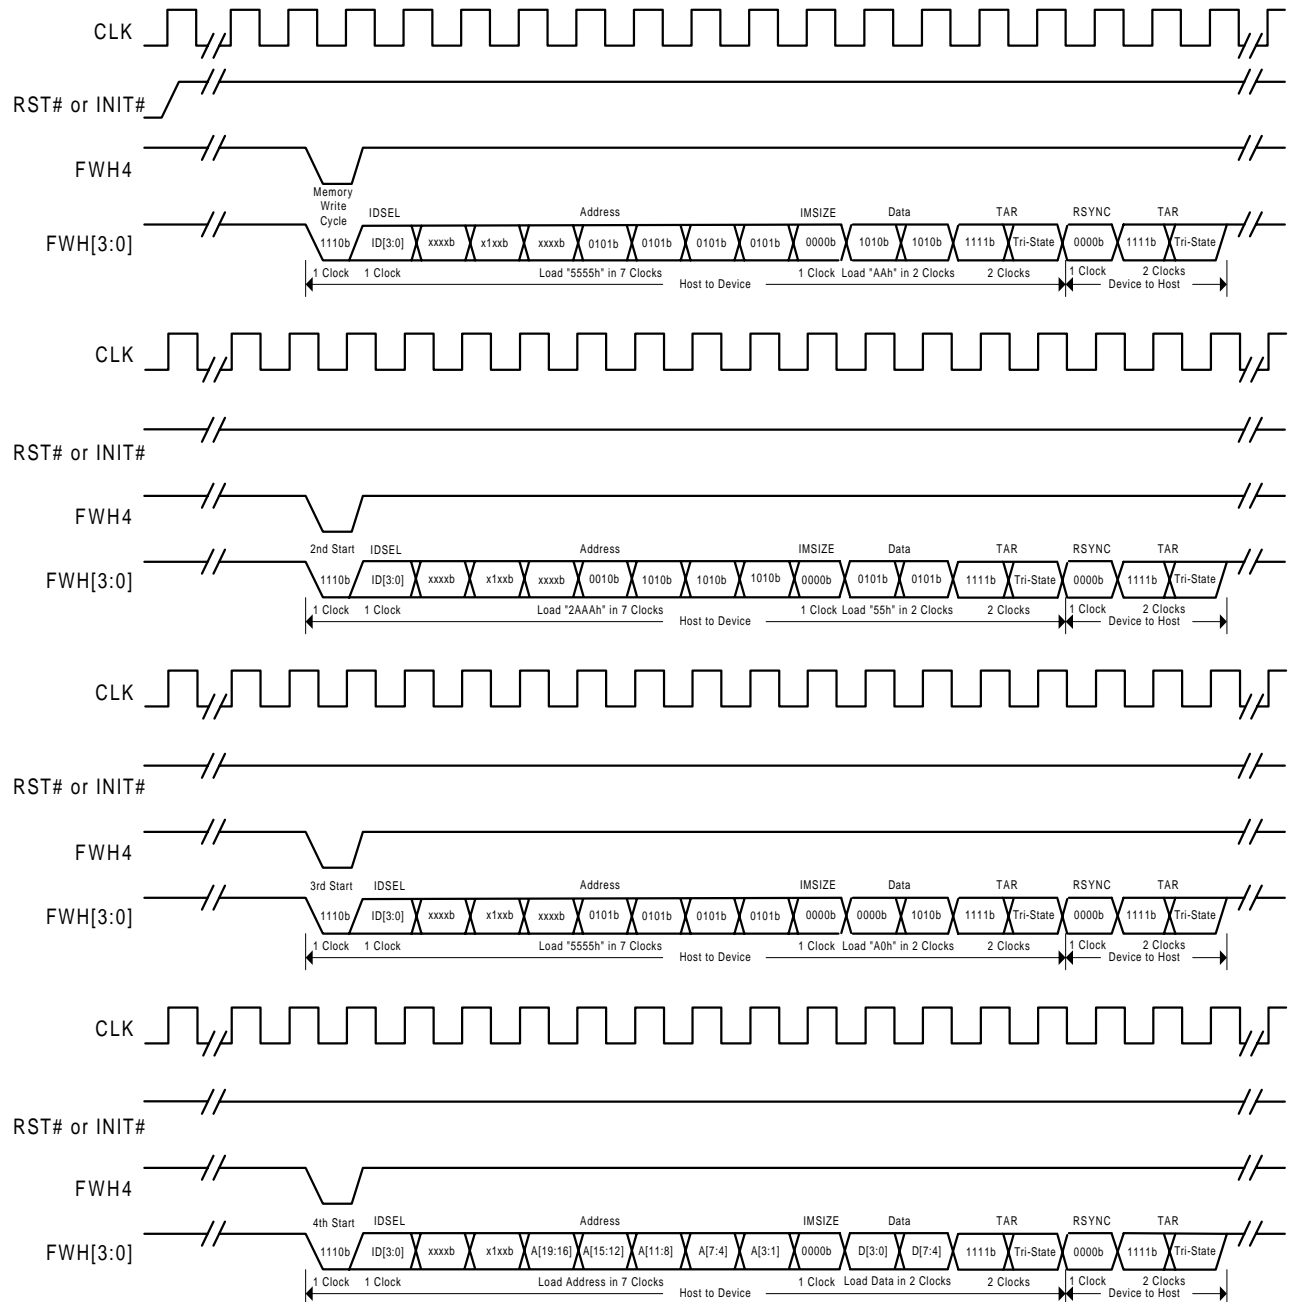 CLK
RST# or INIT#
FWH4
Memory
Write
Cycle
IDSEL Address IMSIZE Data TAR RSYNC TAR
FWH[3:0] 1110b ID[3:0] xxxxb x1xxb xxxxb 0101b 0101b 0101b 0101b 0000b 1010b 1010b 1111b Tri-State 0000b 1111b Tri-State
1 Clock 1 Clock Load "5555h" in 7 Clocks 1 Clock Load "AAh" in 2 Clocks 2 Clocks 1 Clock 2 Clocks
Host to Device Device to Host
CLK
RST# or INIT#
FWH4
2nd Start IDSEL Address IMSIZE Data TAR RSYNC TAR
FWH[3:0] 1110b ID[3:0] xxxxb x1xxb xxxxb 0010b 1010b 1010b 1010b 0000b 0101b 0101b 1111b Tri-State 0000b 1111b Tri-State
1 Clock 1 Clock Load "2AAAh" in 7 Clocks 1 Clock Load "55h" in 2 Clocks 2 Clocks 1 Clock 2 Clocks
Host to Device Device to Host
CLK
RST# or INIT#
FWH4
3rd Start IDSEL Address IMSIZE Data TAR RSYNC TAR
FWH[3:0] 1110b ID[3:0] xxxxb x1xxb xxxxb 0101b 0101b 0101b 0101b 0000b 0000b 1010b 1111b Tri-State 0000b 1111b Tri-State
1 Clock 1 Clock Load "5555h" in 7 Clocks 1 Clock Load "A0h" in 2 Clocks 2 Clocks 1 Clock 2 Clocks
Host to Device Device to Host
CLK
RST# or INIT#
FWH4
4th Start IDSEL Address IMSIZE Data TAR RSYNC TAR
FWH[3:0] 1110b ID[3:0] xxxxb x1xxb A[19:16] A[15:12] A[11:8] A[7:4] A[3:1] 0000b D[3:0] D[7:4] 1111b Tri-State 0000b 1111b Tri-State
1 Clock 1 Clock Load Address in 7 Clocks 1 Clock Load Data in 2 Clocks 2 Clocks 1 Clock 2 Clocks
Host to Device Device to Host